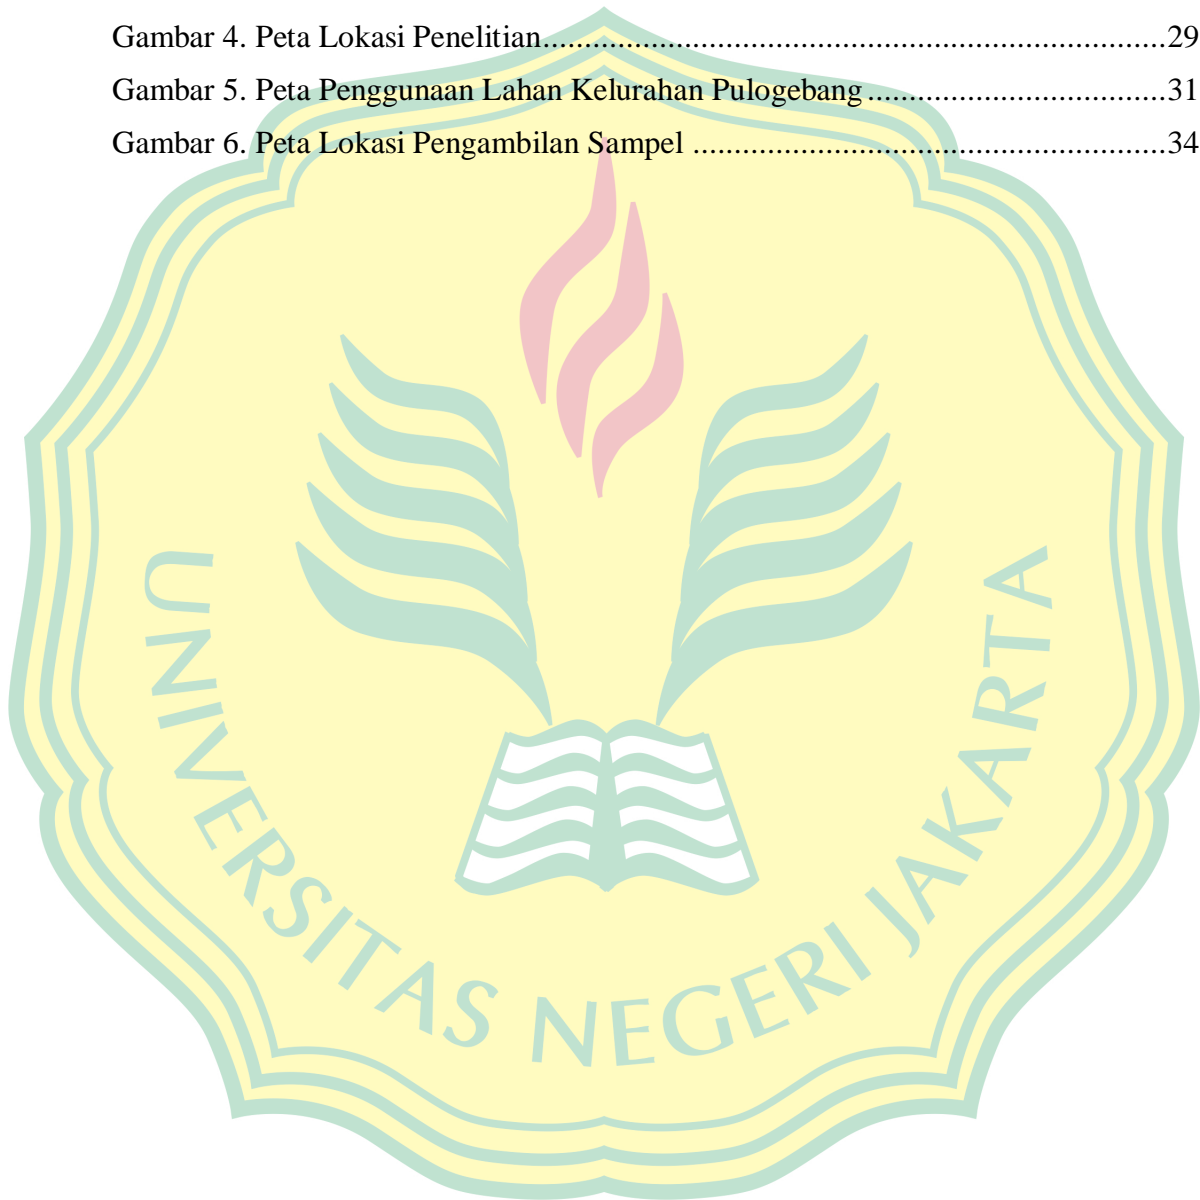 Gambar 4. Peta Lokasi Penelitian..............................................................................29
Gambar 5. Peta Penggunaan Lahan Kelurahan Pulogebang.....................................31
Gambar 6. Peta Lokasi Pengambilan Sampel ...........................................................34
UNIVERSITAS NEGERI JAKARTA